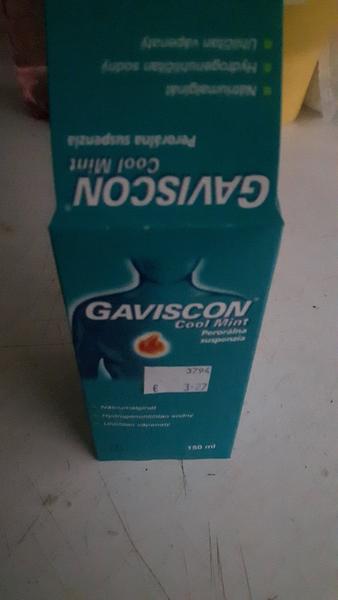 Uhličitan vápenatý
Hydrogenuhličitan sodný
Nátriumalginát
Perorálna suspenzia
Cool Mint
GAVISCON®
GAVISCON®
Cool Mint
Perorálna
suspenzia
3794
€ 3.27
Nátriumalginát
Hydrogenuhličitan sodný
Uhličitan vápenatý
150 ml